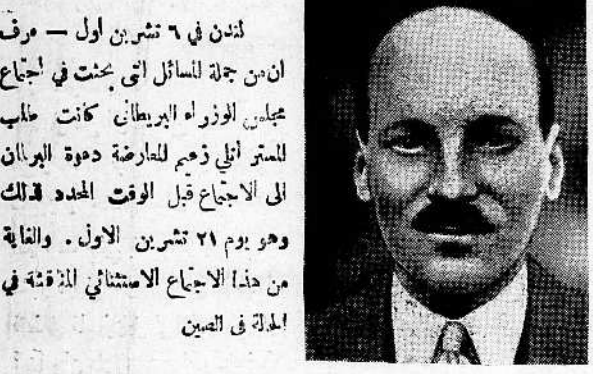 لندن في ٦ تشرين اول — عرف
ان من جملة المسائل التي بحثت في اجتماع
مجلس الوزراء البريطاني كانت طلب
المستر اتلي زعيم المعارضة دعوة البرلمان
الى الاجتماع قبل الوقت المحدد لذلك
وهو يوم ٢١ تشرين الاول. والغاية
من هذا الاجتماع الاستثنائي المناقشة في
الحالة في الصين